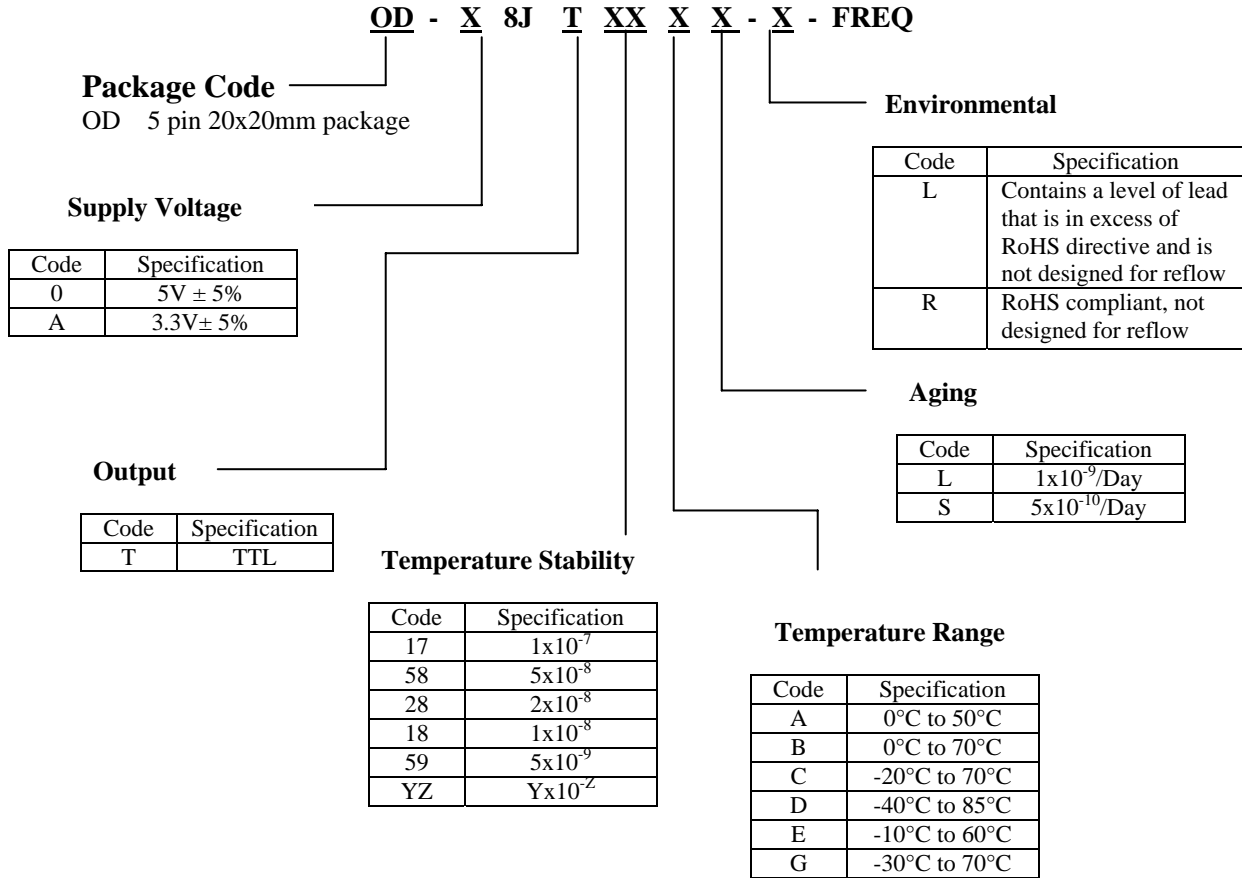 OD - X 8J T XX X X - X - FREQ
Package Code
OD 5 pin 20x20mm package
Supply Voltage
Code Specification
0 5V ± 5%
A 3.3V± 5%
Output
Code Specification
T TTL
Temperature Stability
Code Specification
17 1x10⁻⁷
58 5x10⁻⁸
28 2x10⁻⁸
18 1x10⁻⁸
59 5x10⁻⁹
YZ Yx10⁻ᶻ
Environmental
Code Specification
L Contains a level of lead
that is in excess of
RoHS directive and is
not designed for reflow
R RoHS compliant, not
designed for reflow
Aging
Code Specification
L 1x10⁻⁹/Day
S 5x10⁻¹⁰/Day
Temperature Range
Code Specification
A 0°C to 50°C
B 0°C to 70°C
C -20°C to 70°C
D -40°C to 85°C
E -10°C to 60°C
G -30°C to 70°C